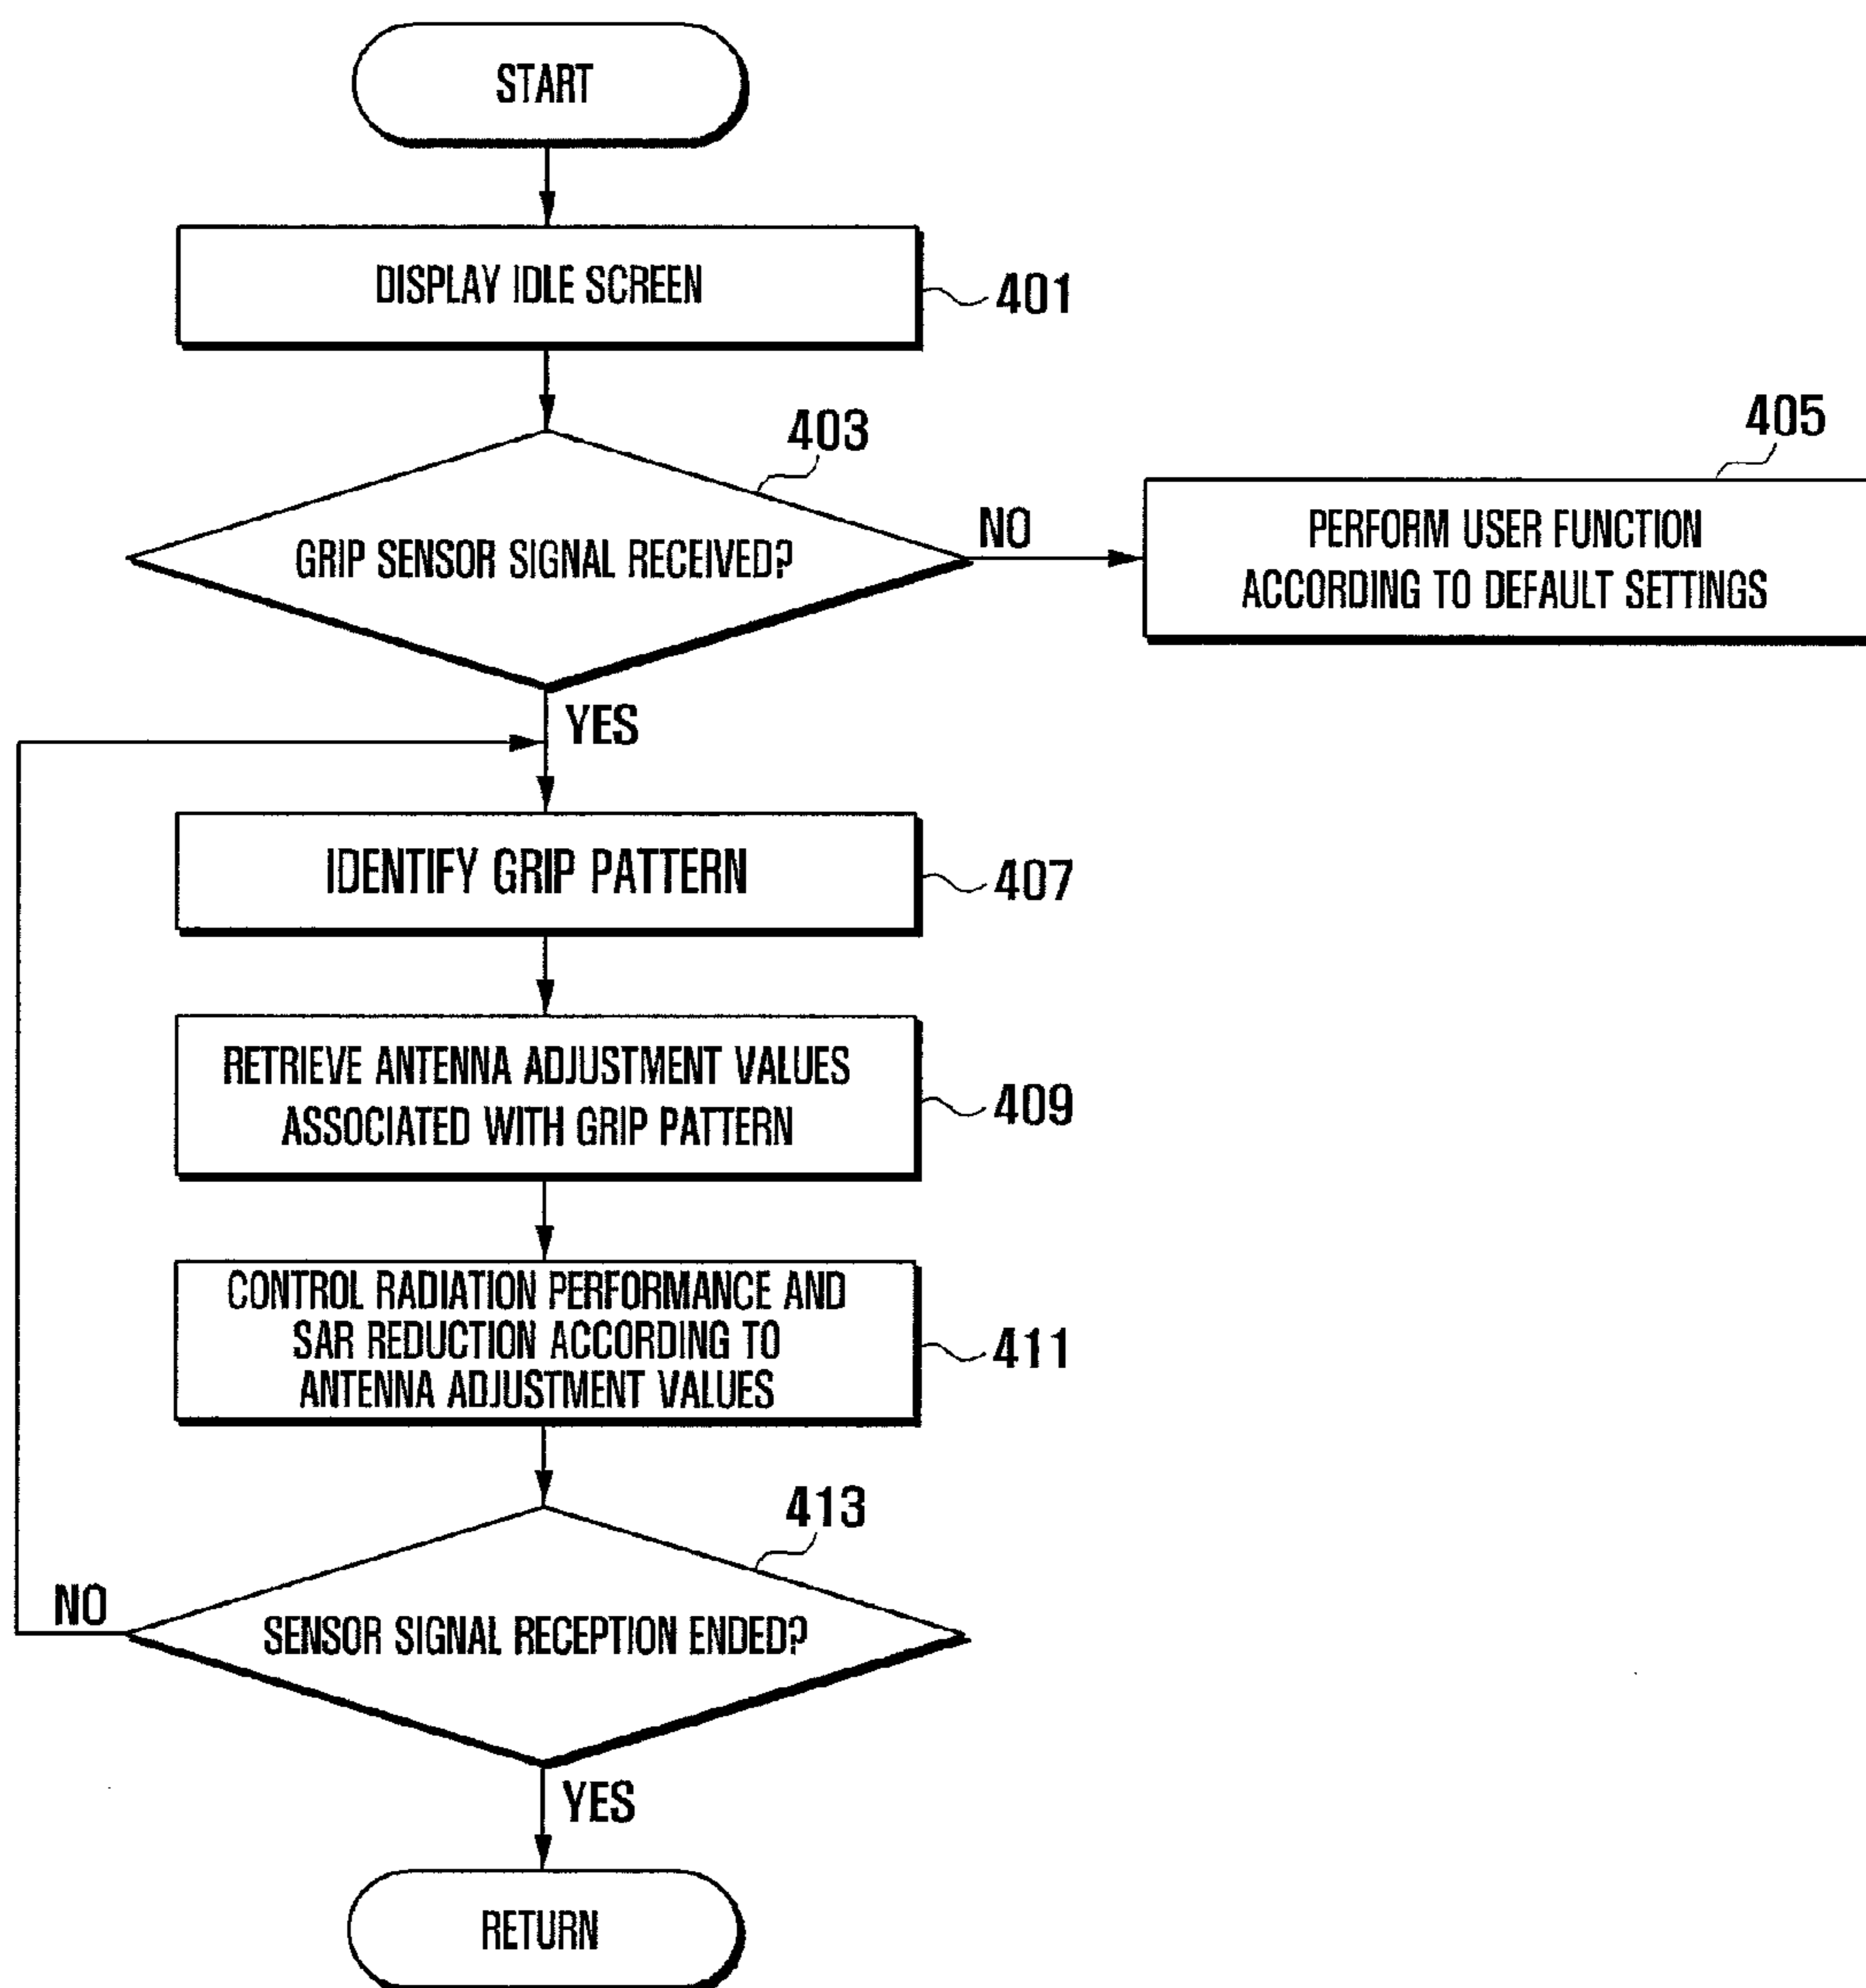 START
DISPLAY IDLE SCREEN
401
403
405
GRIP SENSOR SIGNAL RECEIVED?
NO
PERFORM USER FUNCTION
ACCORDING TO DEFAULT SETTINGS
YES
IDENTIFY GRIP PATTERN
407
RETRIEVE ANTENNA ADJUSTMENT VALUES
ASSOCIATED WITH GRIP PATTERN
409
CONTROL RADIATION PERFORMANCE AND
SAR REDUCTION ACCORDING TO
ANTENNA ADJUSTMENT VALUES
411
413
NO
SENSOR SIGNAL RECEPTION ENDED?
YES
RETURN